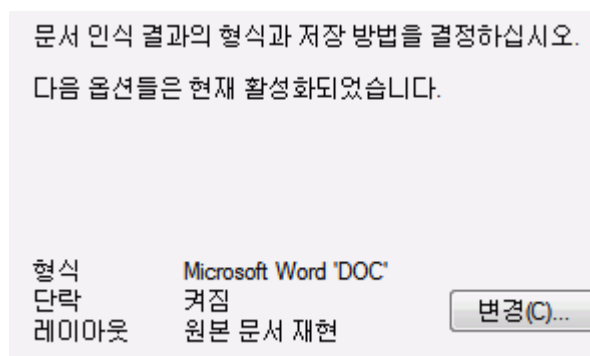 문서 인식 결과의 형식과 저장 방법을 결정하십시오.
다음 옵션들은 현재 활성화되었습니다.
형식 Microsoft Word 'DOC'
단락 켜짐
레이아웃 원본 문서 재현
변경(C)...